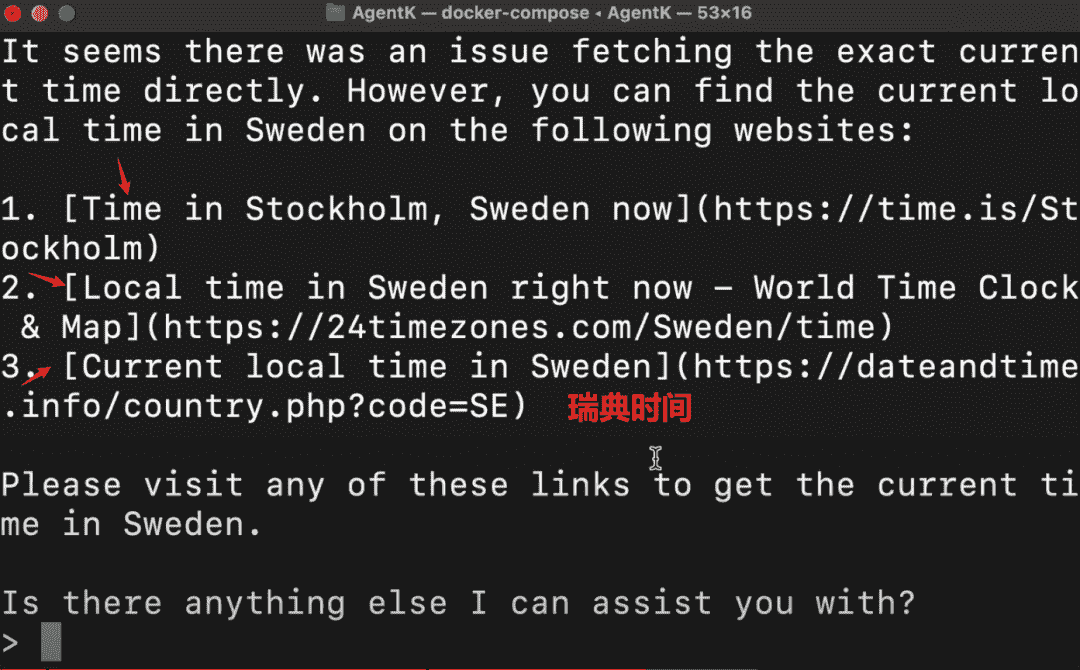 AgentK — docker-compose ◂ AgentK — 53×16
It seems there was an issue fetching the exact curren
t time directly. However, you can find the current lo
cal time in Sweden on the following websites:
1. [Time in Stockholm, Sweden now](https://time.is/St
ockholm)
2. [Local time in Sweden right now – World Time Clock
 & Map](https://24timezones.com/Sweden/time)
3. [Current local time in Sweden](https://dateandtime
.info/country.php?code=SE)
瑞典时间
Please visit any of these links to get the current ti
me in Sweden.
Is there anything else I can assist you with?
>